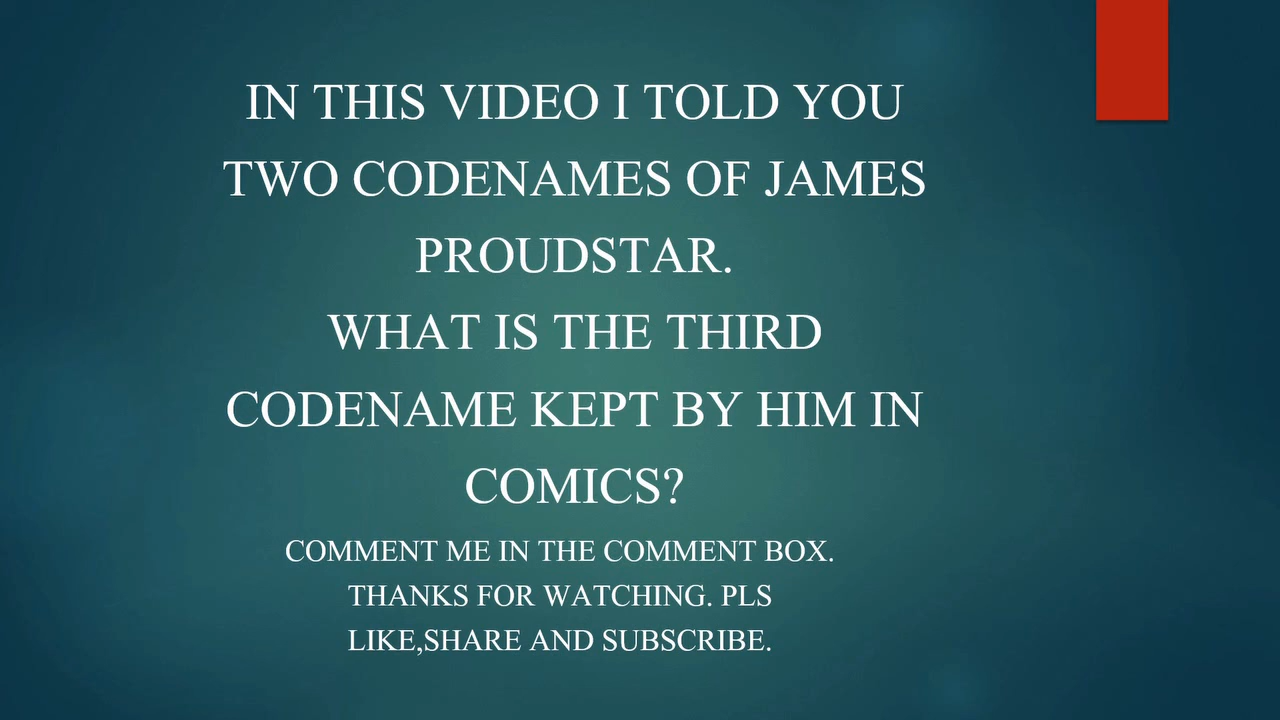 IN THIS VIDEO I TOLD YOU
TWO CODENAMES OF JAMES
PROUDSTAR.
WHAT IS THE THIRD
CODENAME KEPT BY HIM IN
COMICS?
COMMENT ME IN THE COMMENT BOX.
THANKS FOR WATCHING. PLS
LIKE,SHARE AND SUBSCRIBE.